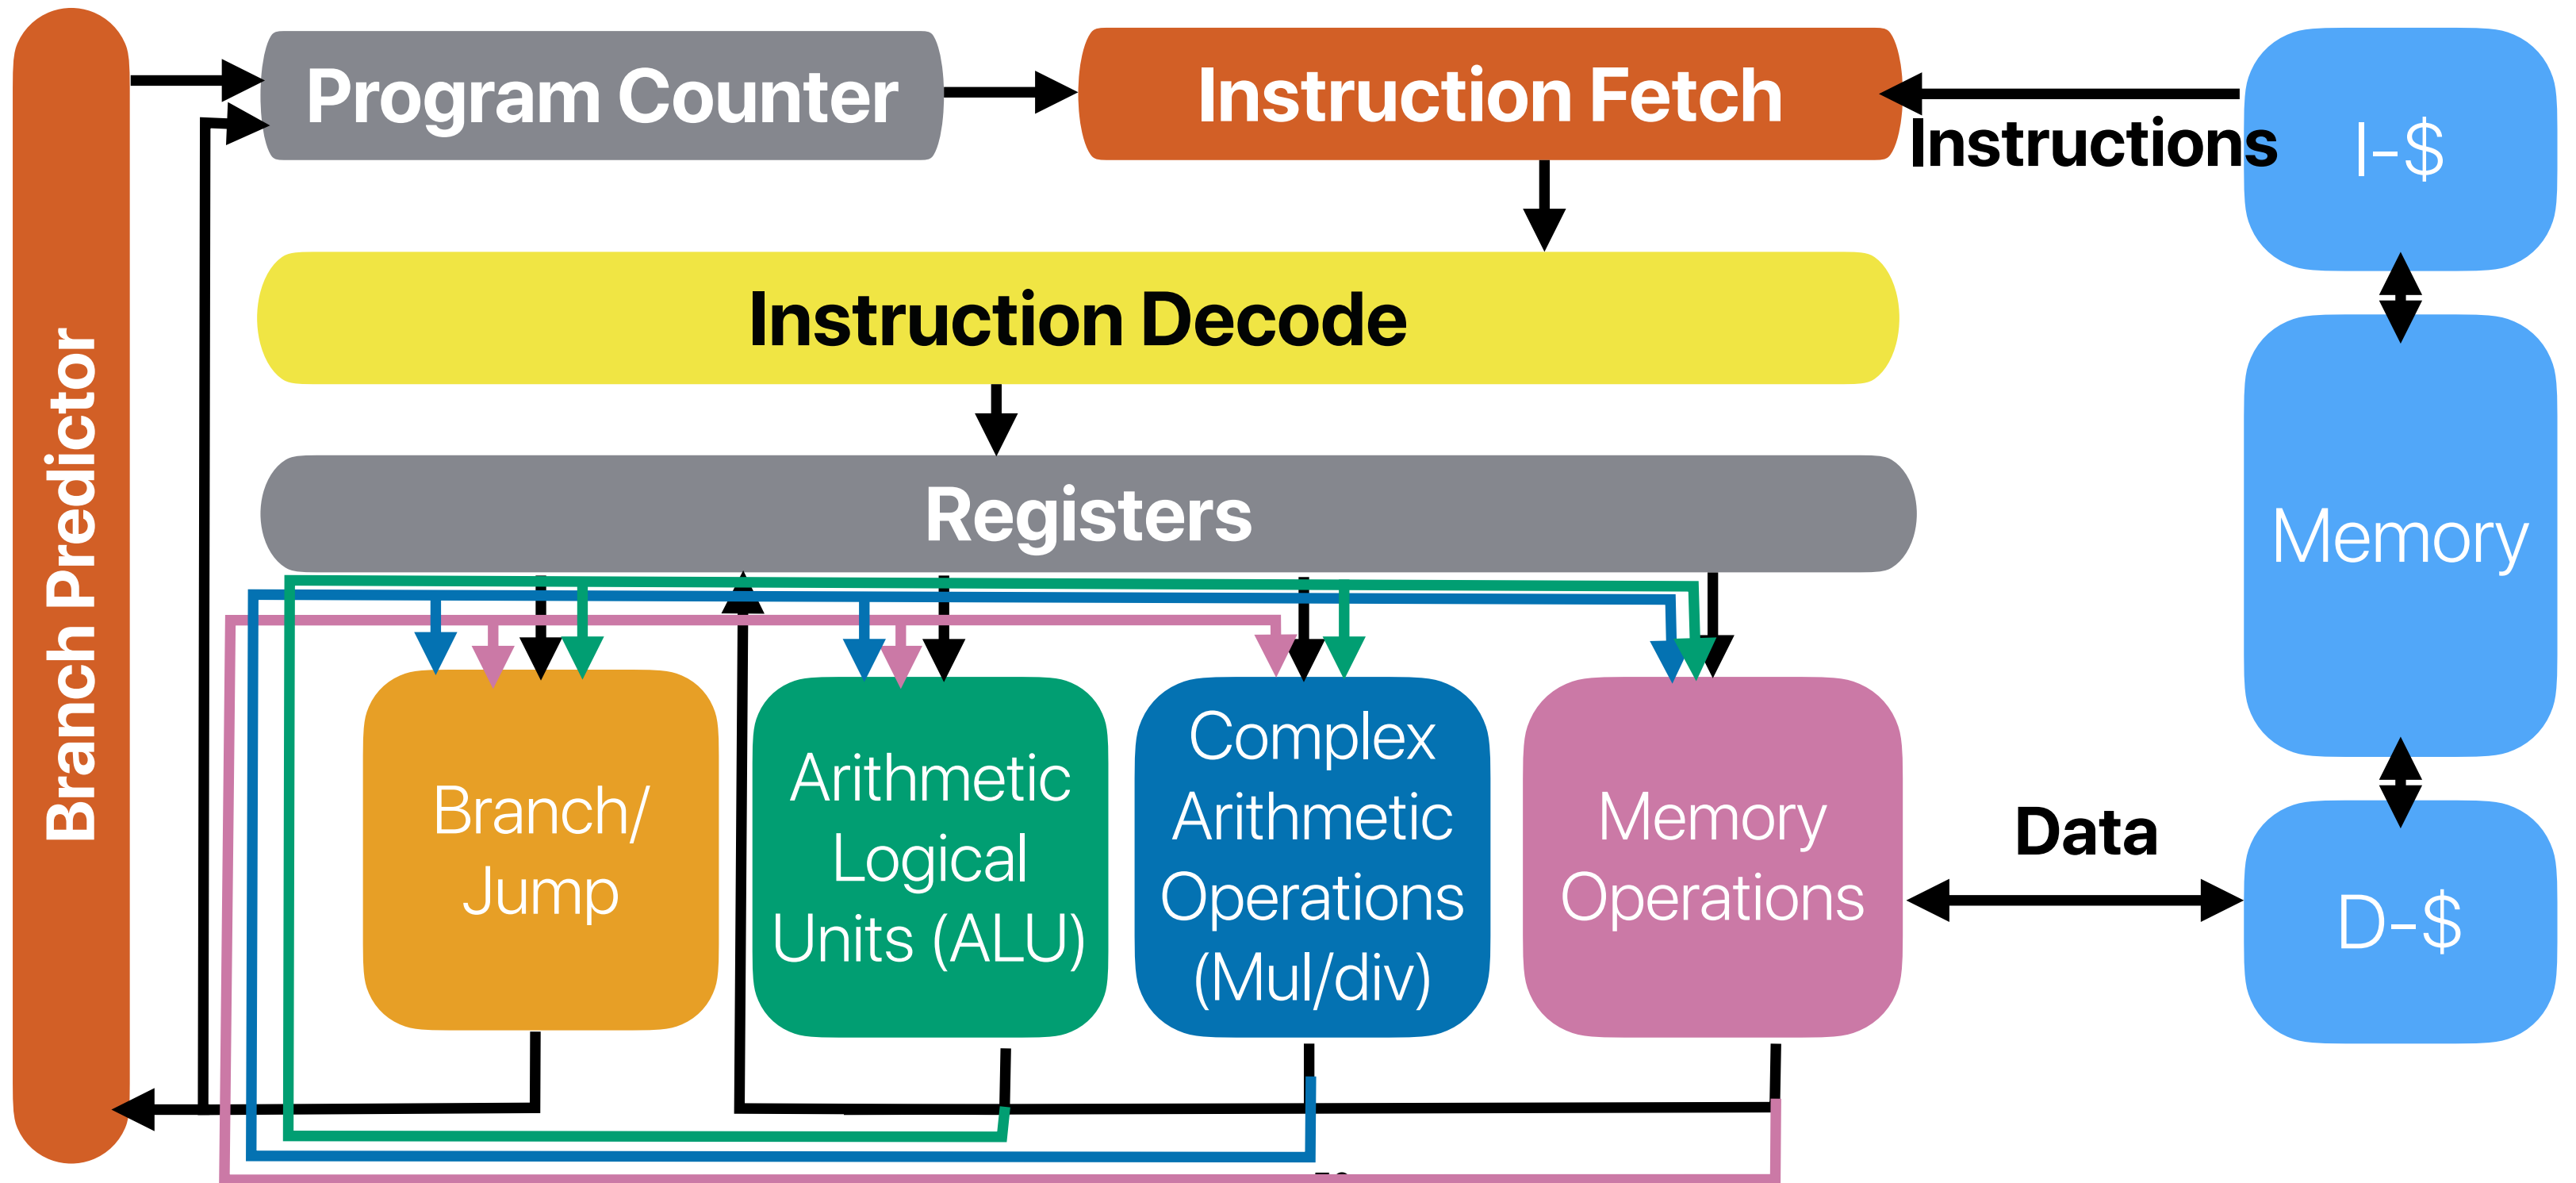 Branch Predictor
Program Counter
Instruction Fetch
Instructions
I-$
Instruction Decode
Registers
Memory
Branch/
Jump
Arithmetic
Logical
Units (ALU)
Complex
Arithmetic
Operations
(Mul/div)
Memory
Operations
Data
D-$